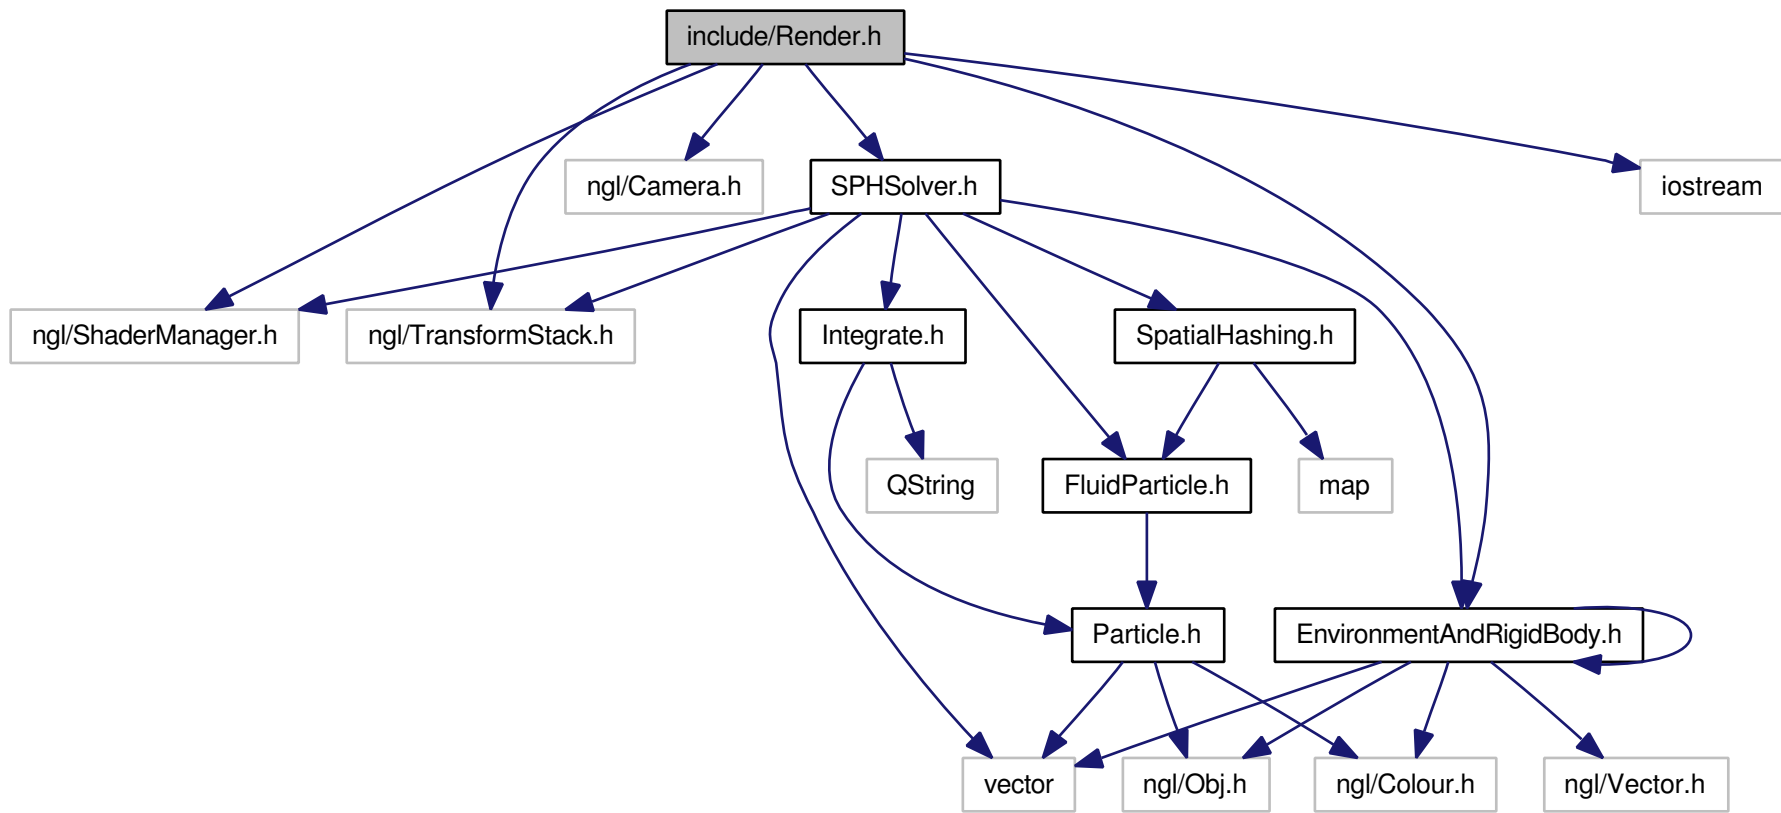 include/Render.h
ngl/Camera.h
SPHSolver.h
iostream
ngl/ShaderManager.h
ngl/TransformStack.h
Integrate.h
SpatialHashing.h
QString
FluidParticle.h
map
Particle.h
EnvironmentAndRigidBody.h
vector
ngl/Obj.h
ngl/Colour.h
ngl/Vector.h